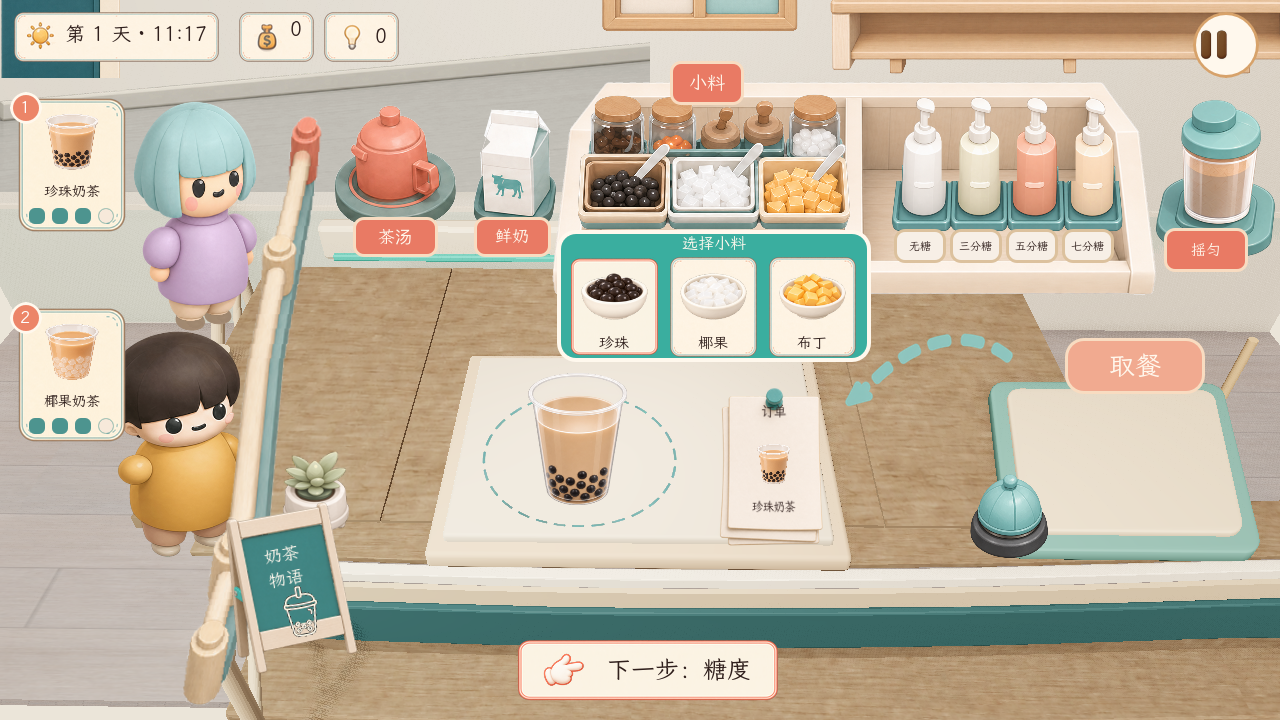 第 1 天·11:17
0
0
1
珍珠奶茶
2
椰果奶茶
茶汤
鲜奶
小料
选择小料
珍珠
椰果
布丁
无糖
三分糖
五分糖
七分糖
摇匀
取餐
订单
珍珠奶茶
奶茶
物语
下一步：糖度